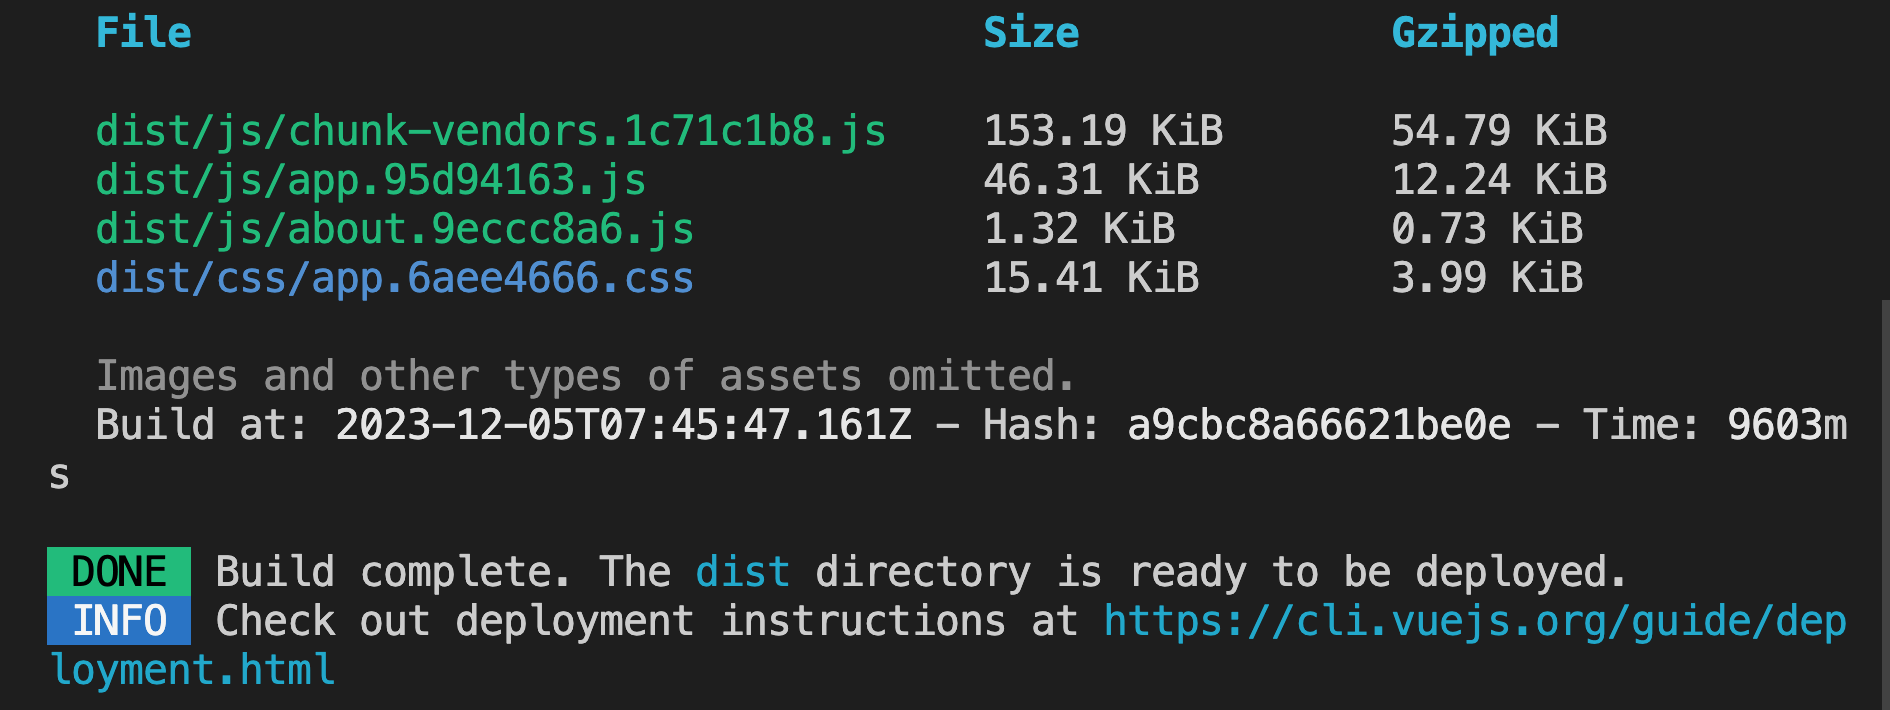 File Size Gzipped
dist/js/chunk-vendors.1c71c1b8.js 153.19 KiB 54.79 KiB
dist/js/app.95d94163.js 46.31 KiB 12.24 KiB
dist/js/about.9eccc8a6.js 1.32 KiB 0.73 KiB
dist/css/app.6aee4666.css 15.41 KiB 3.99 KiB
Images and other types of assets omitted.
Build at: 2023-12-05T07:45:47.161Z - Hash: a9cbc8a66621be0e - Time: 9603m
s
DONE Build complete. The dist directory is ready to be deployed.
INFO Check out deployment instructions at https://cli.vuejs.org/guide/dep
loyment.html